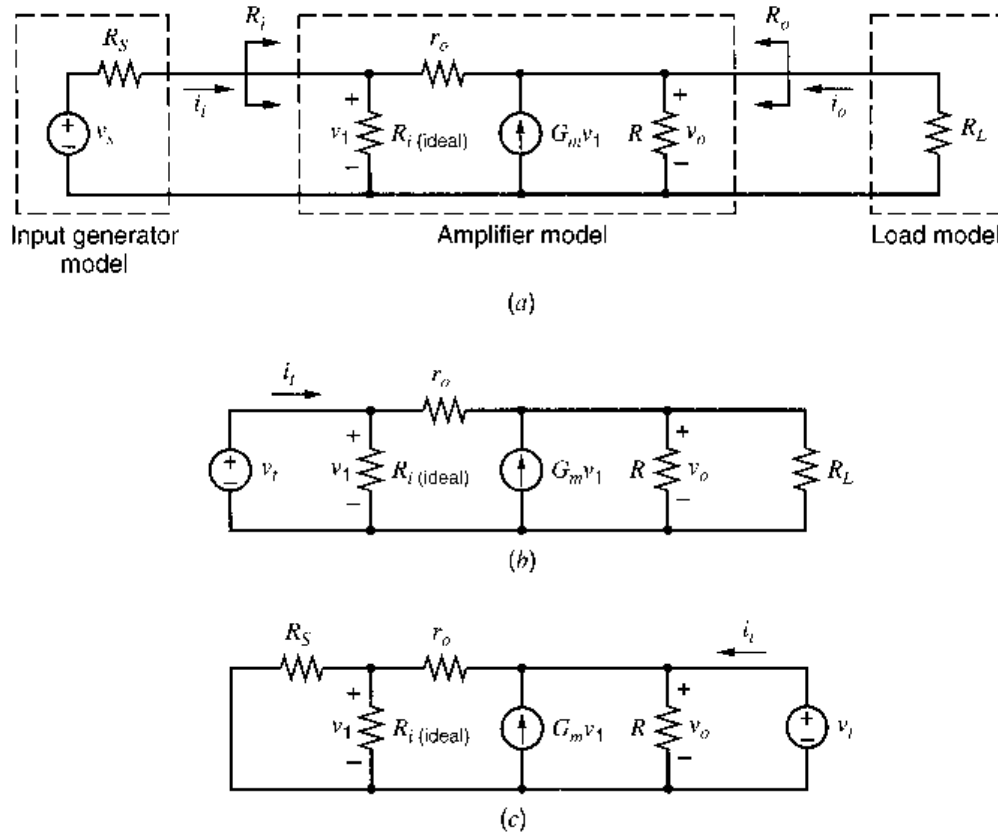 R_i R_o
R_S r_o
i_i i_o
+ v_s + v_1 − R_i (ideal) G_m v_1 R + v_o − R_L
Input generator model
Amplifier model
Load model
(a)
i_t
r_o
+ − v_t + v_1 − R_i (ideal) G_m v_1 R + v_o − R_L
(b)
R_S r_o i_t
+ v_1 − R_i (ideal) G_m v_1 R + v_o − + − v_t
(c)